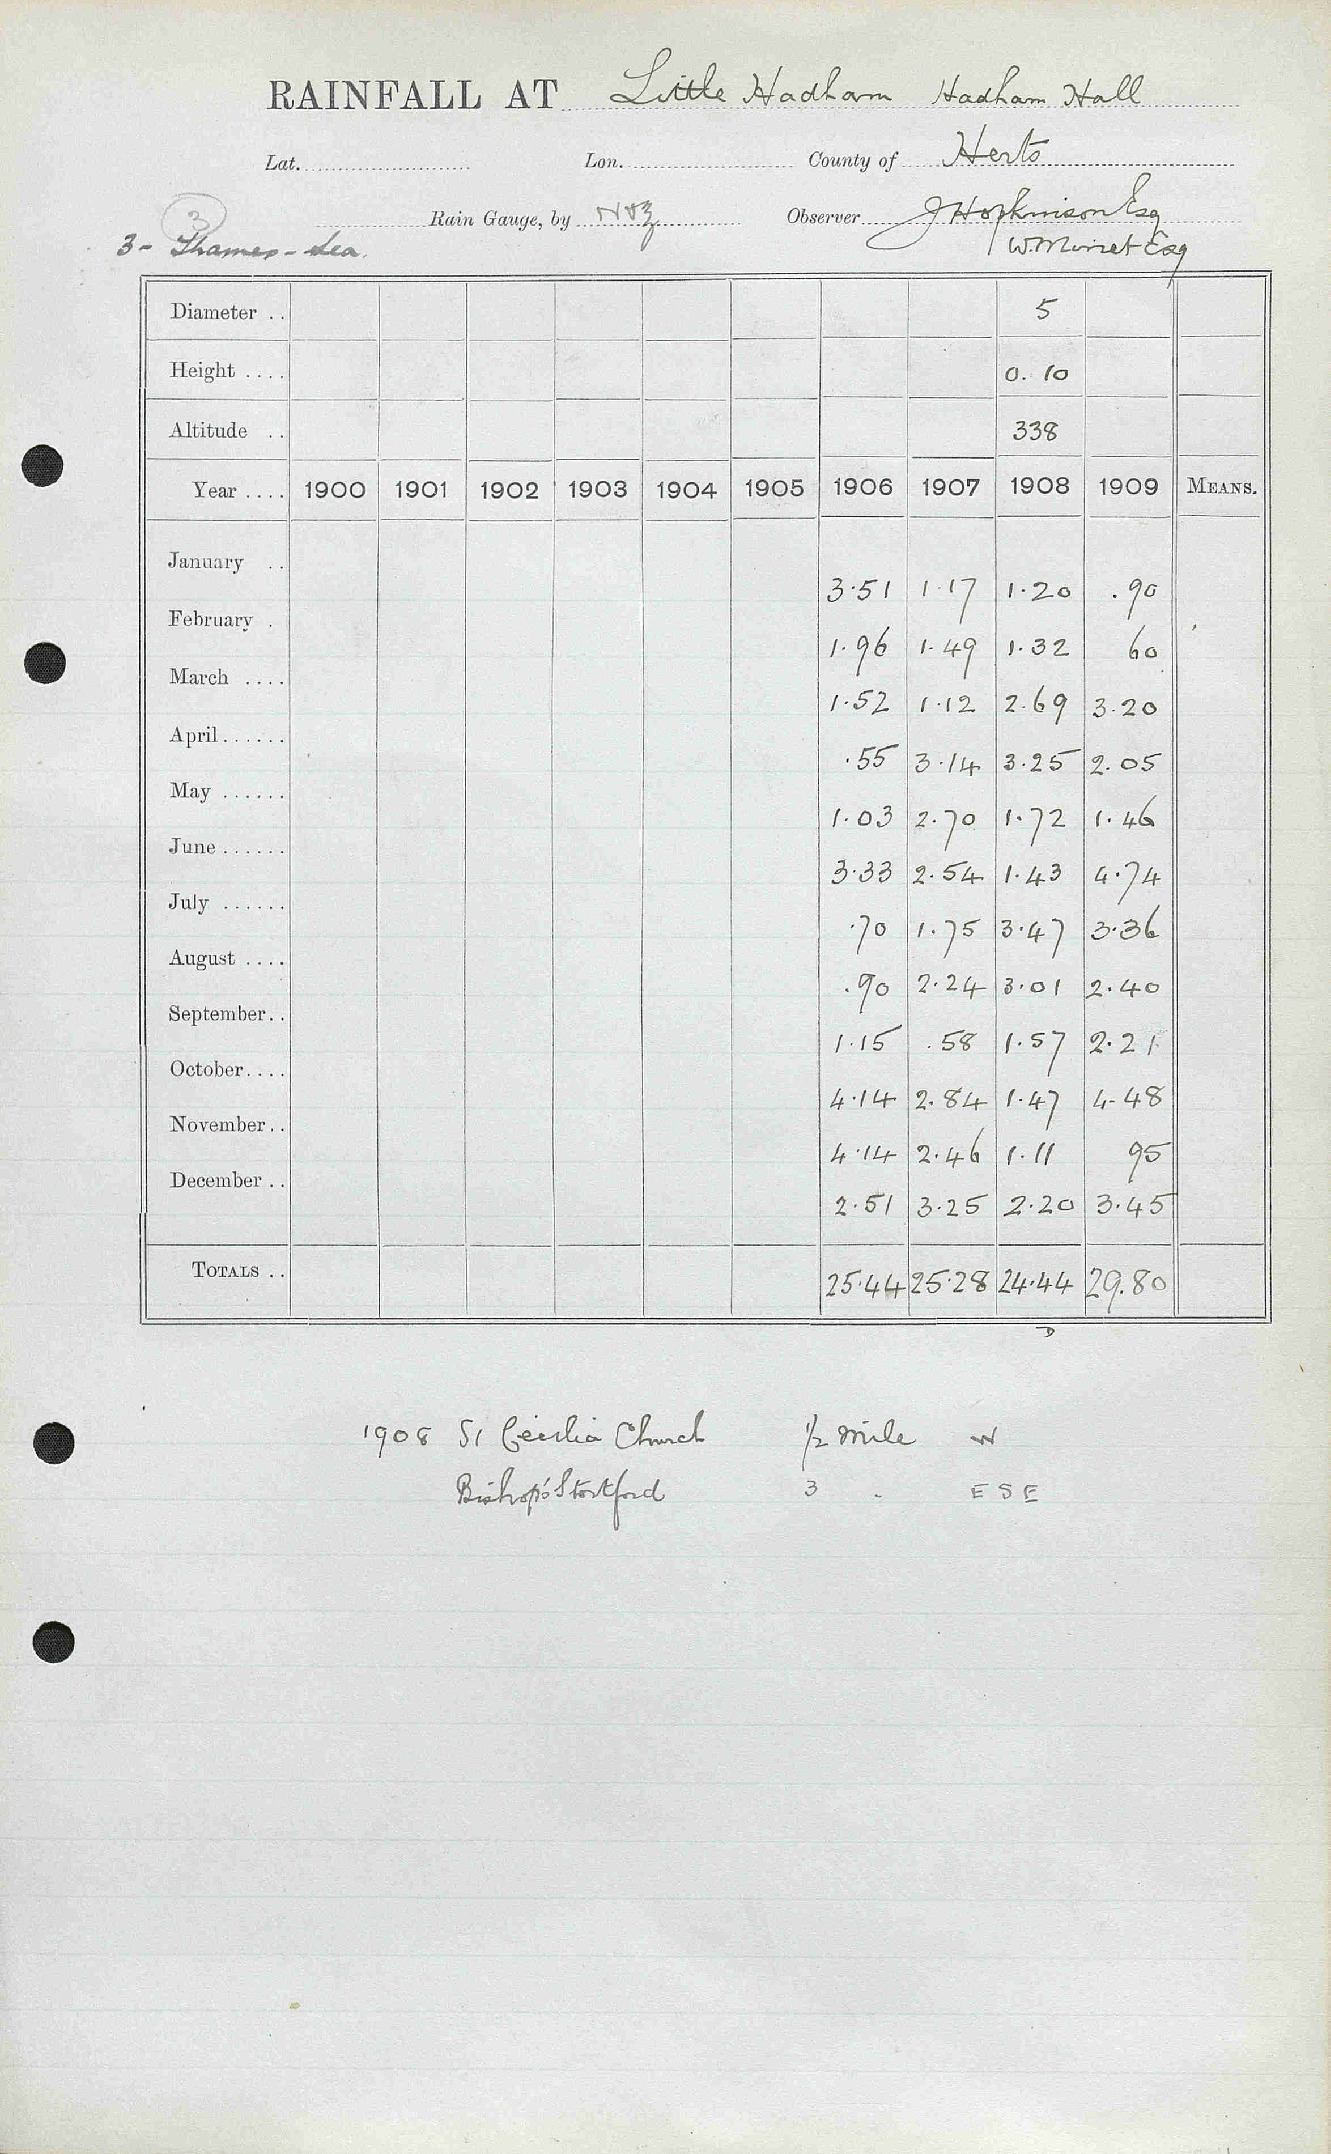 RAINFALL AT Little Hadham Hadham Hall
Lat. Lon. County of Herts
3
Rain Gauge, by N & Z Observer J Hopkinson Esq
3 - Thames - Sea. W. Minet Esq
Diameter .. 5
Height .... 0. 10
Altitude .. 338
Year .... 1900 1901 1902 1903 1904 1905 1906 1907 1908 1909 MEANS.
January .. 3.51 1.17 1.20 .90
February . 1.96 1.49 1.32 60
March .... 1.52 1.12 2.69 3.20
April...... .55 3.14 3.25 2.05
May ...... 1.03 2.70 1.72 1.46
June ...... 3.33 2.54 1.43 4.74
July ...... .70 1.75 3.47 3.36
August .... .90 2.24 3.01 2.40
September.. 1.15 .58 1.57 2.21
October.... 4.14 2.84 1.47 4.48
November.. 4.14 2.46 1.11 95
December .. 2.51 3.25 2.20 3.45
TOTALS .. 25.44 25.28 24.44 29.80
D
1908 St Cecilia Church ½ mile W
Bishop's Stortford 3 " E S E